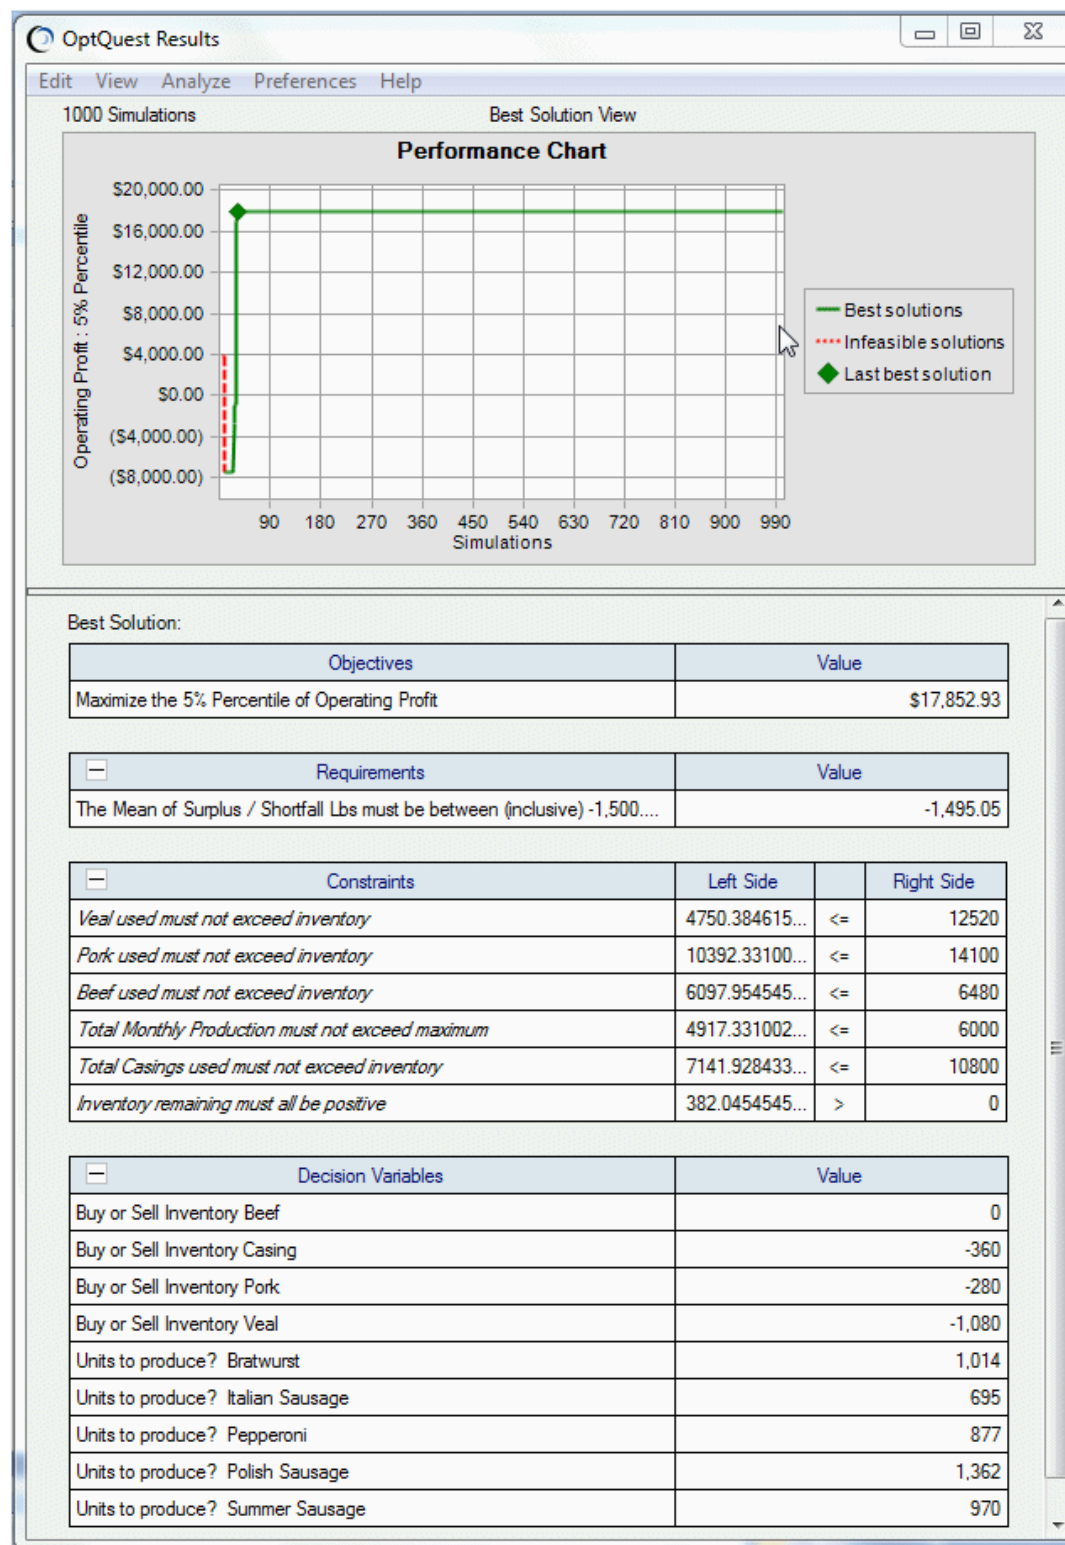 OptQuest Results
Edit View Analyze Preferences Help
1000 Simulations Best Solution View
Performance Chart
Operating Profit : 5% Percentile
$20,000.00
$16,000.00
$12,000.00
$8,000.00
$4,000.00
$0.00
($4,000.00)
($8,000.00)
90 180 270 360 450 540 630 720 810 900 990
Simulations
Best solutions
Infeasible solutions
Last best solution
Best Solution:
Objectives Value
Maximize the 5% Percentile of Operating Profit $17,852.93
Requirements Value
The Mean of Surplus / Shortfall Lbs must be between (inclusive) -1,500.... -1,495.05
Constraints Left Side Right Side
Veal used must not exceed inventory 4750.384615... <= 12520
Pork used must not exceed inventory 10392.33100... <= 14100
Beef used must not exceed inventory 6097.954545... <= 6480
Total Monthly Production must not exceed maximum 4917.331002... <= 6000
Total Casings used must not exceed inventory 7141.928433... <= 10800
Inventory remaining must all be positive 382.0454545... > 0
Decision Variables Value
Buy or Sell Inventory Beef 0
Buy or Sell Inventory Casing -360
Buy or Sell Inventory Pork -280
Buy or Sell Inventory Veal -1,080
Units to produce? Bratwurst 1,014
Units to produce? Italian Sausage 695
Units to produce? Pepperoni 877
Units to produce? Polish Sausage 1,362
Units to produce? Summer Sausage 970